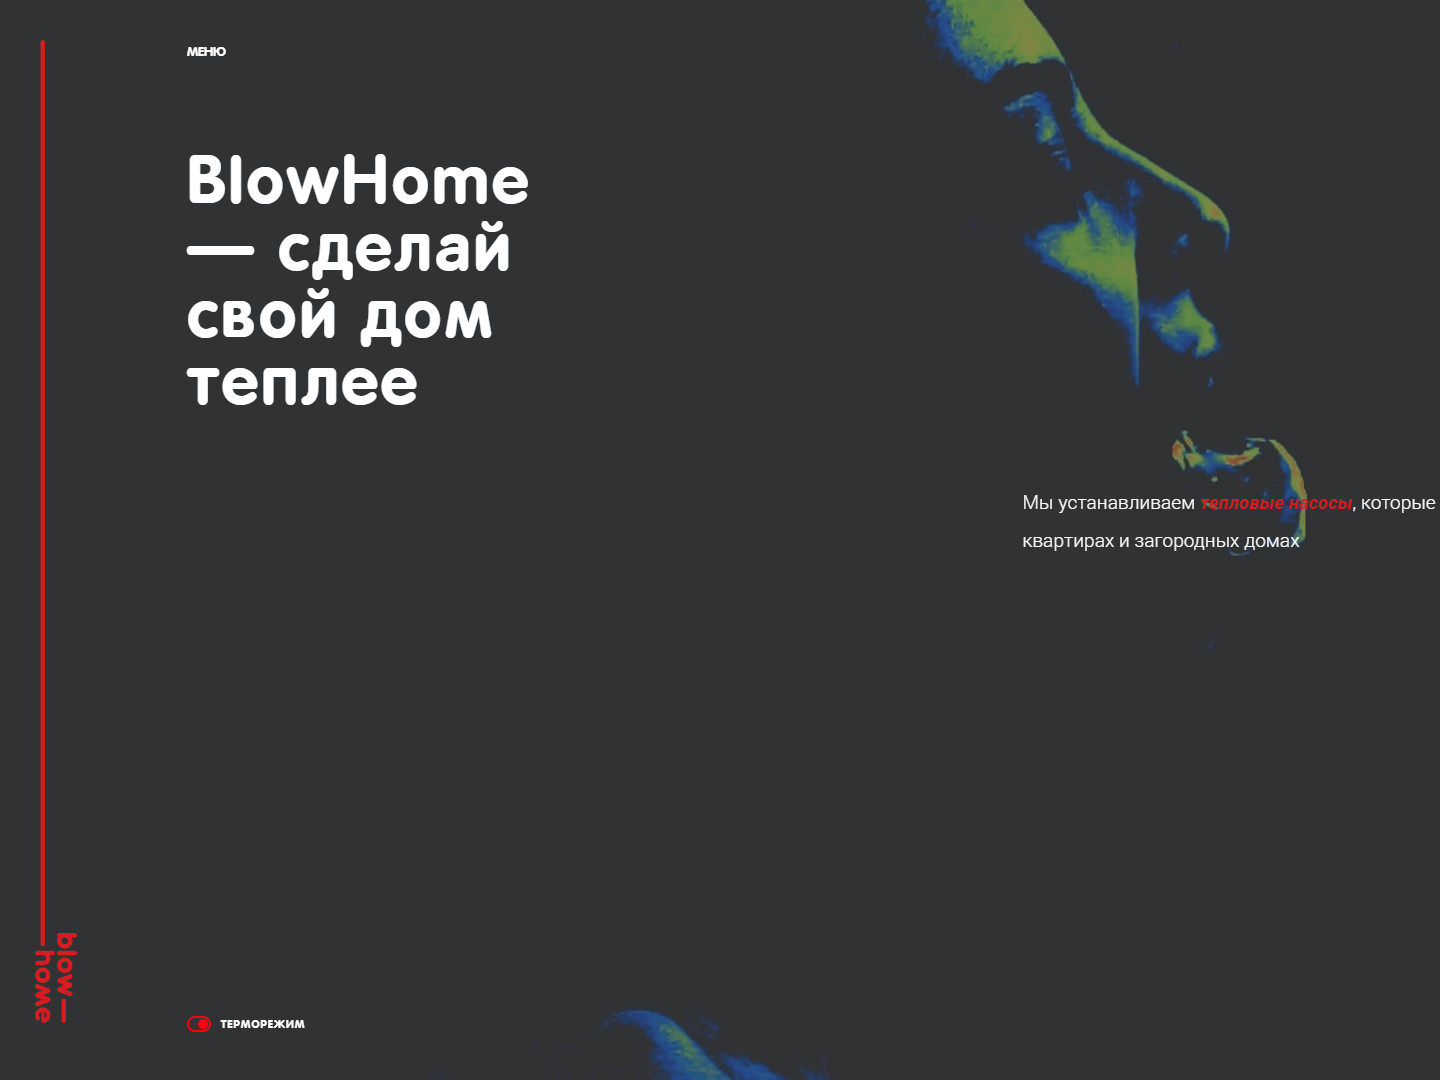 МЕНЮ
BlowHome
— сделай
свой дом
теплее
Мы устанавливаем тепловые насосы, которые
квартирах и загородных домах
blow—
home
ТЕРМОРЕЖИМ